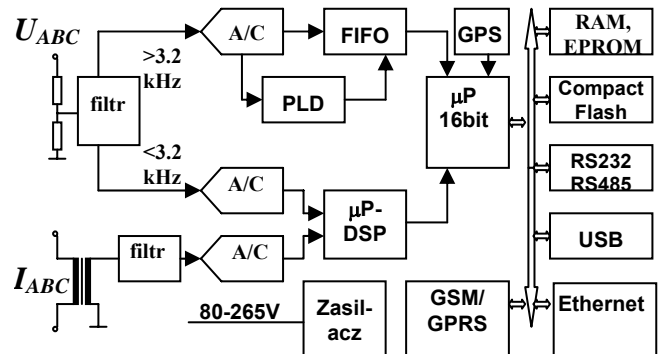 U_ABC
>3.2
kHz
A/C
FIFO
GPS
RAM,
EPROM
filtr
PLD
µP
16bit
Compact
Flash
<3.2
kHz
A/C
µP-
DSP
RS232
RS485
I_ABC
filtr
A/C
USB
80-265V
Zasil-
acz
GSM/
GPRS
Ethernet